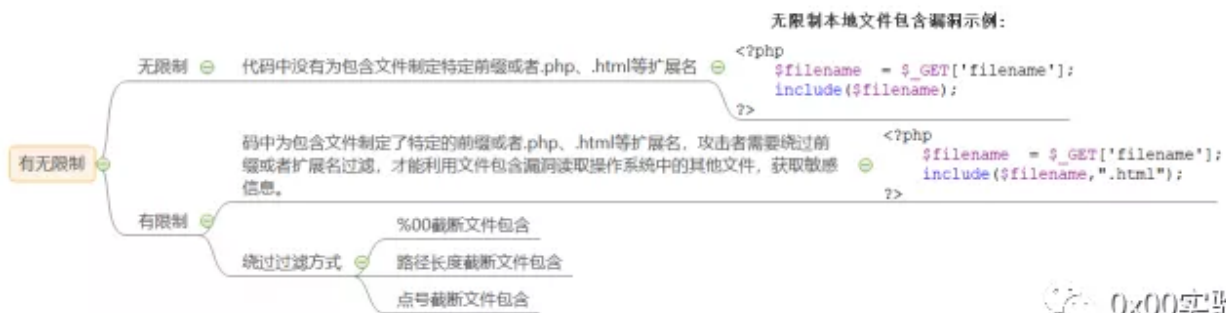 无限制本地文件包含漏洞示例:
<?php
$filename = $_GET['filename'];
include($filename);
?>
无限制
代码中没有为包含文件制定特定前缀或者.php、.html等扩展名
有无限制
码中为包含文件制定了特定的前缀或者.php、.html等扩展名，攻击者需要绕过前
缀或者扩展名过滤，才能利用文件包含漏洞读取操作系统中的其他文件，获取敏感
信息。
<?php
$filename = $_GET['filename'];
include($filename,".html");
?>
有限制
绕过过滤方式
%00截断文件包含
路径长度截断文件包含
点号截断文件包含
0x00实